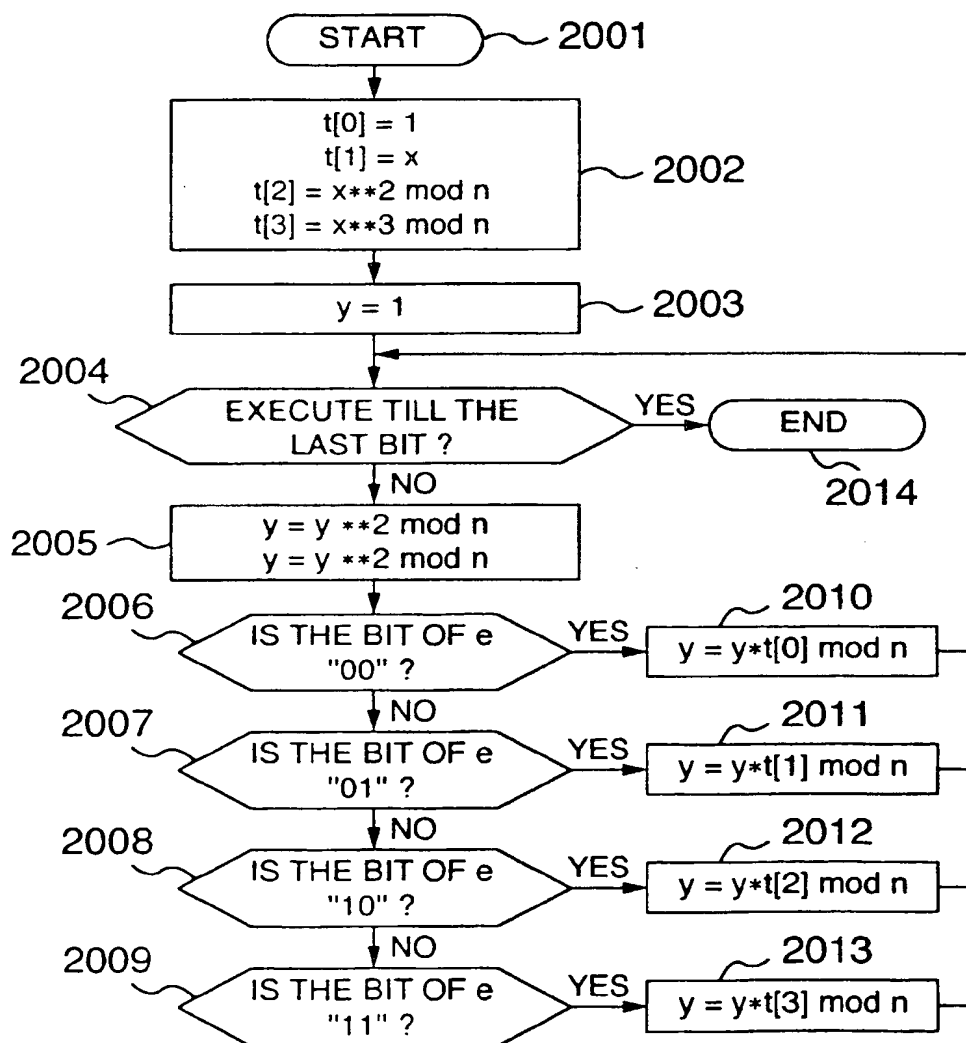 START
2001
t[0] = 1
t[1] = x
t[2] = x**2 mod n
t[3] = x**3 mod n
2002
y = 1
2003
2004
EXECUTE TILL THE
LAST BIT ?
YES
END
2014
NO
2005
y = y **2 mod n
y = y **2 mod n
2006
IS THE BIT OF e
"00" ?
YES
2010
y = y*t[0] mod n
NO
2007
IS THE BIT OF e
"01" ?
YES
2011
y = y*t[1] mod n
NO
2008
IS THE BIT OF e
"10" ?
YES
2012
y = y*t[2] mod n
NO
2009
IS THE BIT OF e
"11" ?
YES
2013
y = y*t[3] mod n